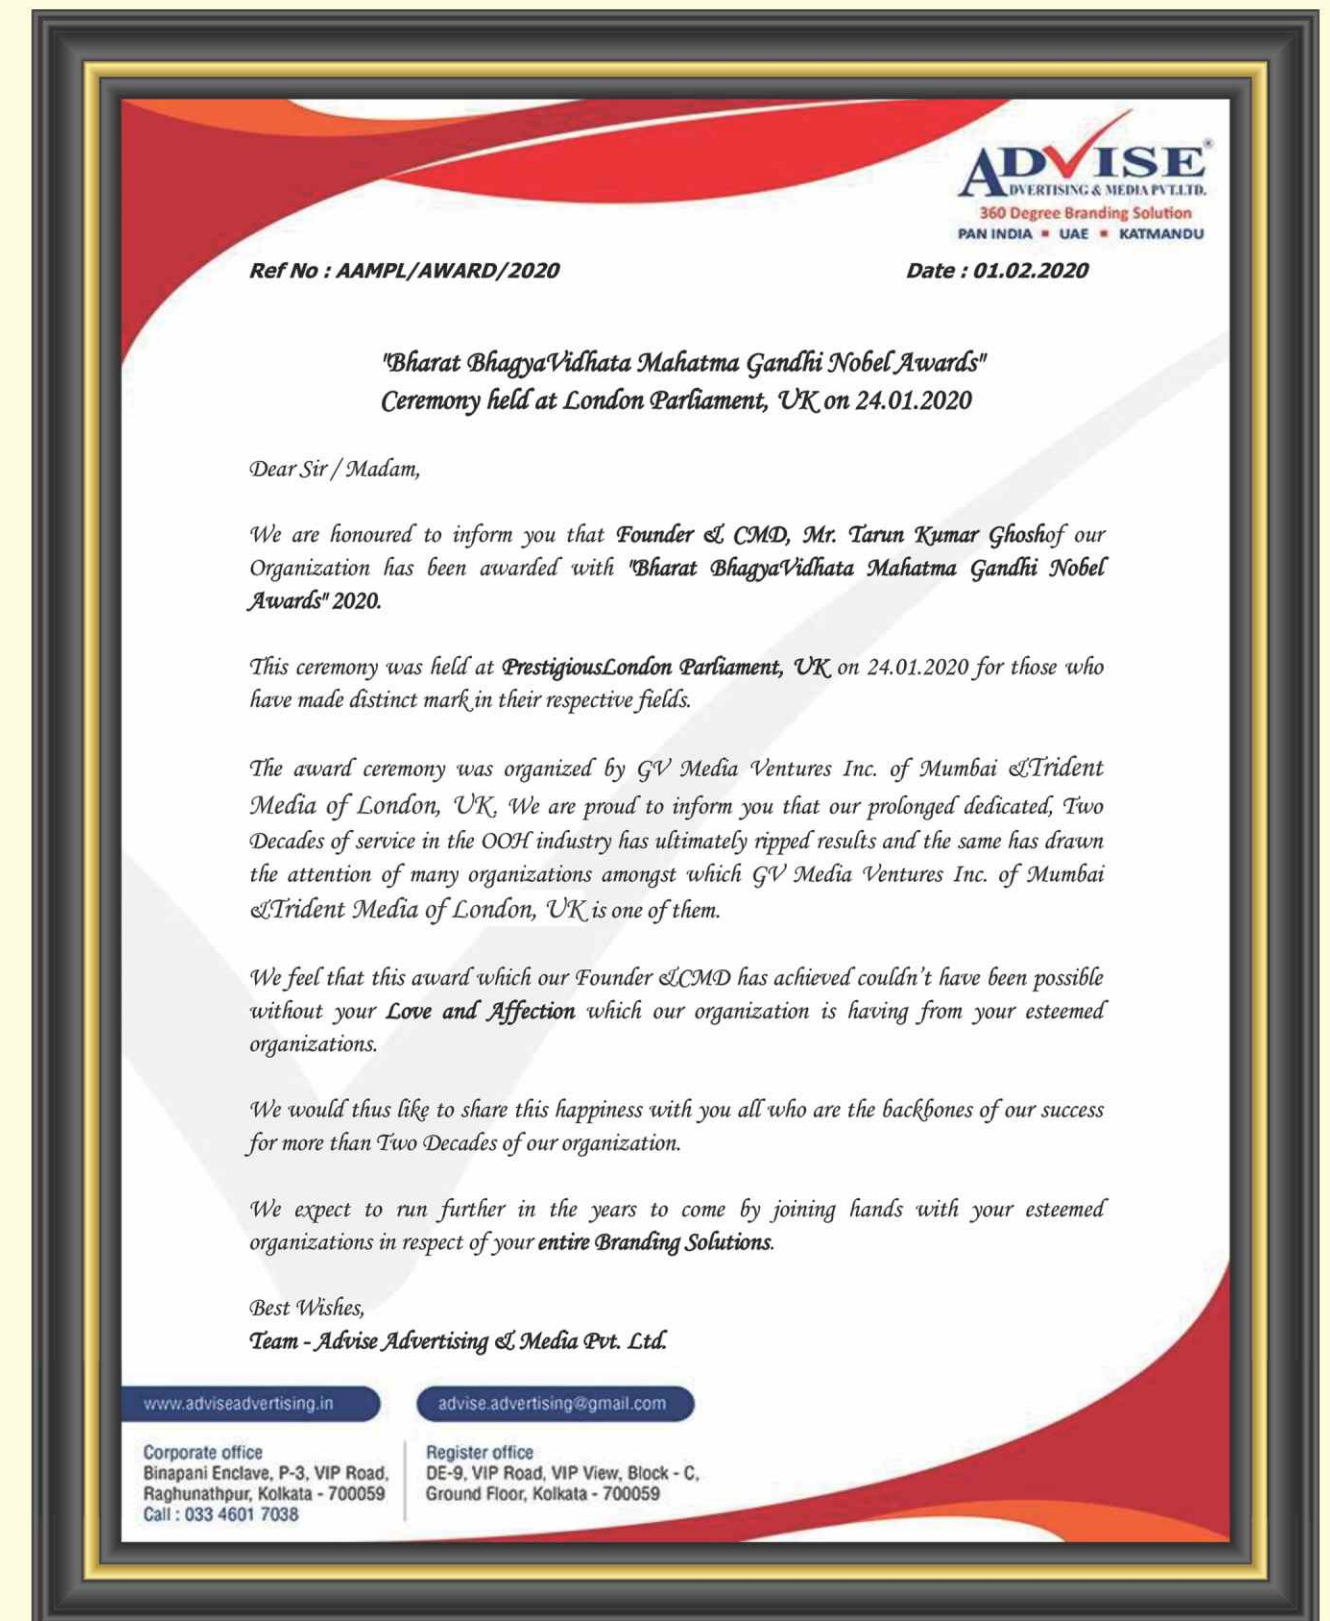 ADVISE®
ADVERTISING & MEDIA PVT.LTD.
360 Degree Branding Solution
PAN INDIA ▪ UAE ▪ KATMANDU
Ref No : AAMPL/AWARD/2020 Date : 01.02.2020
"Bharat BhagyaVidhata Mahatma Gandhi Nobel Awards"
Ceremony held at London Parliament, UK on 24.01.2020
Dear Sir / Madam,
We are honoured to inform you that Founder & CMD, Mr. Tarun Kumar Ghoshof our
Organization has been awarded with "Bharat BhagyaVidhata Mahatma Gandhi Nobel
Awards" 2020.
This ceremony was held at PrestigiousLondon Parliament, UK on 24.01.2020 for those who
have made distinct mark in their respective fields.
The award ceremony was organized by GV Media Ventures Inc. of Mumbai &Trident
Media of London, UK. We are proud to inform you that our prolonged dedicated, Two
Decades of service in the OOH industry has ultimately ripped results and the same has drawn
the attention of many organizations amongst which GV Media Ventures Inc. of Mumbai
&Trident Media of London, UK is one of them.
We feel that this award which our Founder &CMD has achieved couldn't have been possible
without your Love and Affection which our organization is having from your esteemed
organizations.
We would thus like to share this happiness with you all who are the backbones of our success
for more than Two Decades of our organization.
We expect to run further in the years to come by joining hands with your esteemed
organizations in respect of your entire Branding Solutions.
Best Wishes,
Team - Advise Advertising & Media Pvt. Ltd.
www.adviseadvertising.in advise.advertising@gmail.com
Corporate office
Binapani Enclave, P-3, VIP Road,
Raghunathpur, Kolkata - 700059
Call : 033 4601 7038
Register office
DE-9, VIP Road, VIP View, Block - C,
Ground Floor, Kolkata - 700059